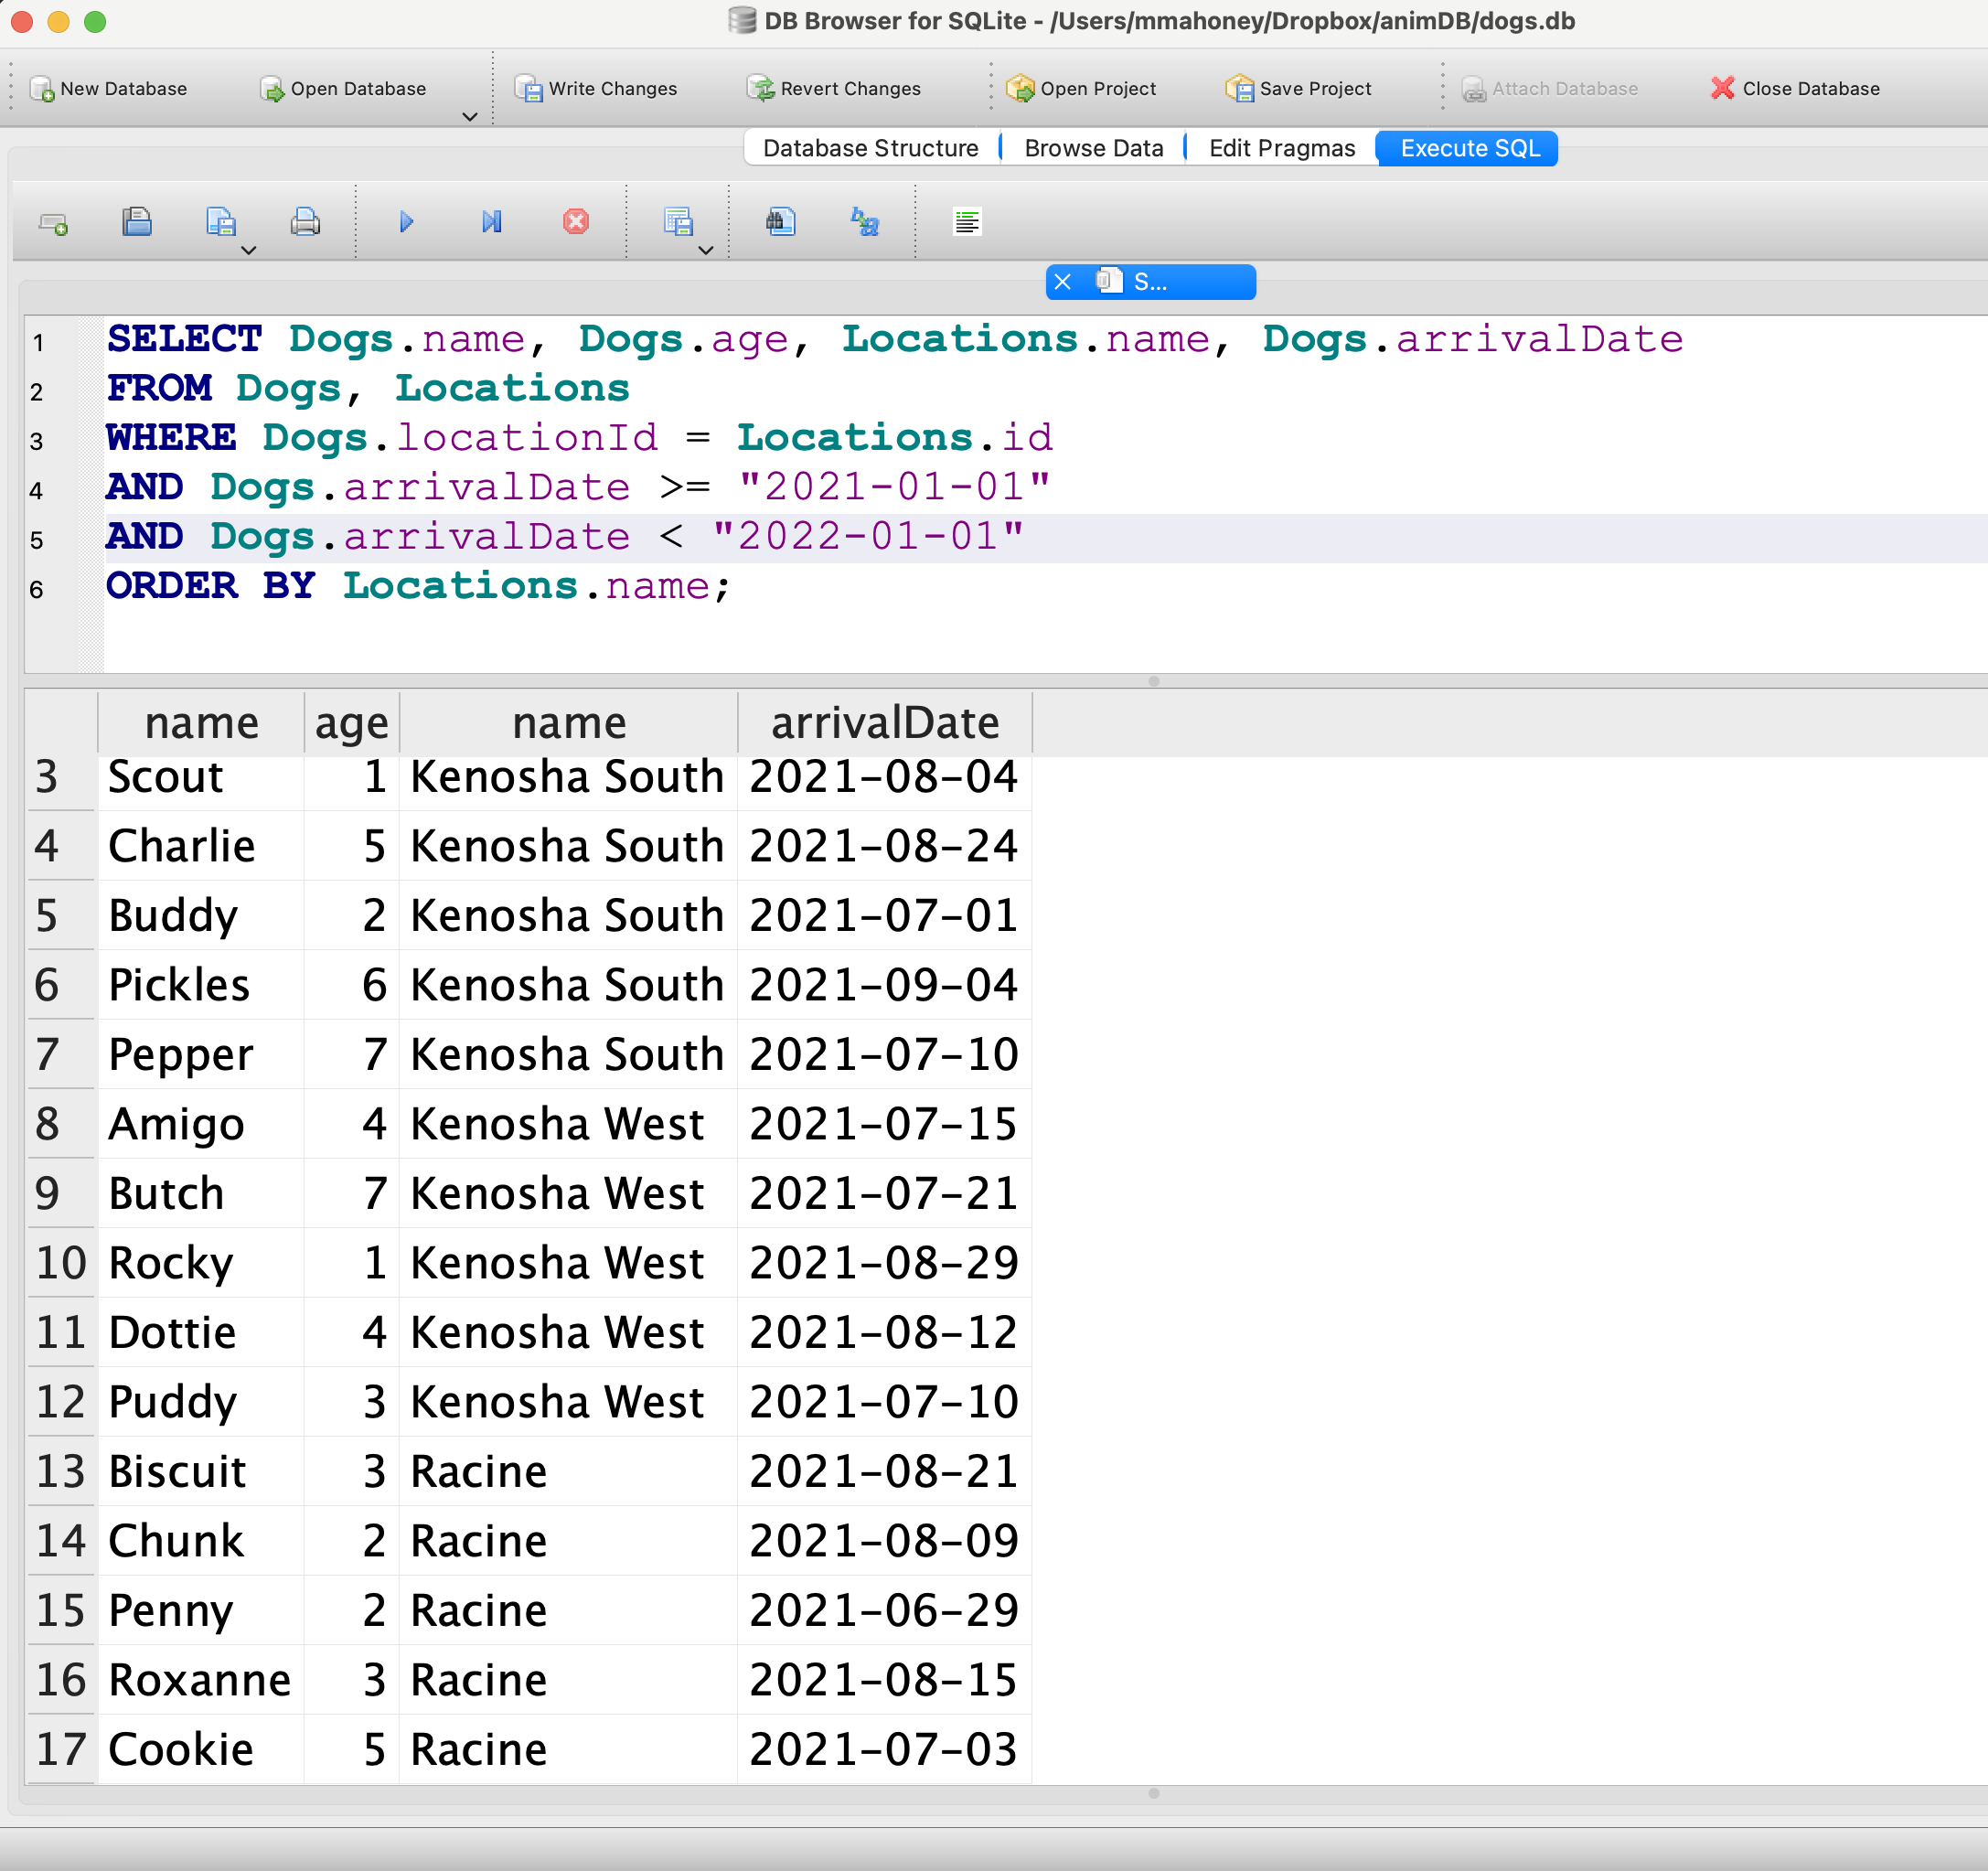 DB Browser for SQLite - /Users/mmahoney/Dropbox/animDB/dogs.db
New Database Open Database Write Changes Revert Changes Open Project Save Project Attach Database Close Database
Database Structure Browse Data Edit Pragmas Execute SQL
S...
1 SELECT Dogs.name, Dogs.age, Locations.name, Dogs.arrivalDate
2 FROM Dogs, Locations
3 WHERE Dogs.locationId = Locations.id
4 AND Dogs.arrivalDate >= "2021-01-01"
5 AND Dogs.arrivalDate < "2022-01-01"
6 ORDER BY Locations.name;
name age name arrivalDate
3 Scout 1 Kenosha South 2021-08-04
4 Charlie 5 Kenosha South 2021-08-24
5 Buddy 2 Kenosha South 2021-07-01
6 Pickles 6 Kenosha South 2021-09-04
7 Pepper 7 Kenosha South 2021-07-10
8 Amigo 4 Kenosha West 2021-07-15
9 Butch 7 Kenosha West 2021-07-21
10 Rocky 1 Kenosha West 2021-08-29
11 Dottie 4 Kenosha West 2021-08-12
12 Puddy 3 Kenosha West 2021-07-10
13 Biscuit 3 Racine 2021-08-21
14 Chunk 2 Racine 2021-08-09
15 Penny 2 Racine 2021-06-29
16 Roxanne 3 Racine 2021-08-15
17 Cookie 5 Racine 2021-07-03